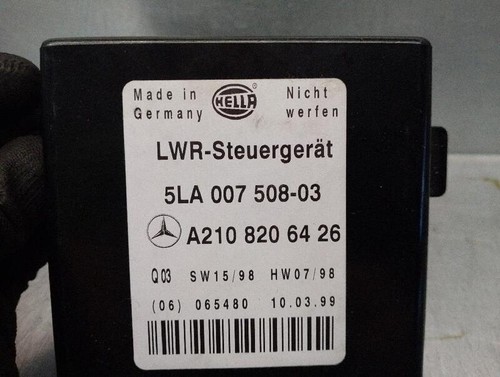 Made in Germany
HELLA
Nicht werfen
LWR-Steuergerät
5LA 007 508-03
A210 820 64 26
Q03 SW15/98 HW07/98
(06) 065480 10.03.99